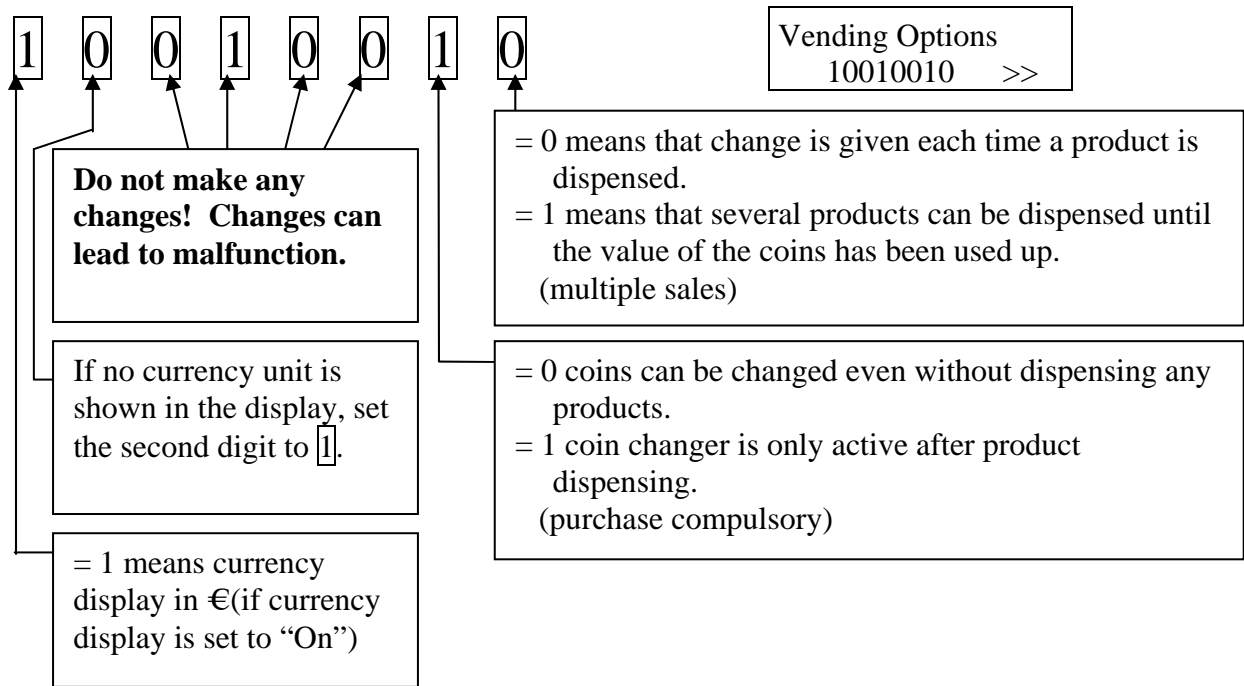 1 0 0 1 0 0 1 0
Vending Options
10010010 >>
= 0 means that change is given each time a product is
dispensed.
= 1 means that several products can be dispensed until
the value of the coins has been used up.
(multiple sales)
Do not make any
changes! Changes can
lead to malfunction.
If no currency unit is
shown in the display, set
the second digit to 1.
= 0 coins can be changed even without dispensing any
products.
= 1 coin changer is only active after product
dispensing.
(purchase compulsory)
= 1 means currency
display in €(if currency
display is set to “On”)